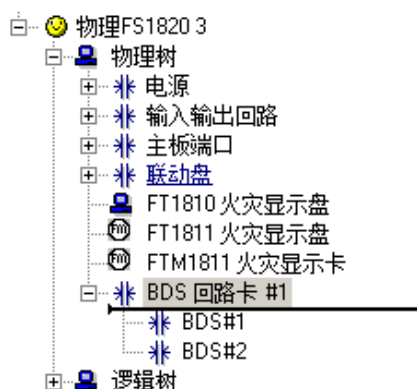 物理FS1820 3
物理树
电源
输入输出回路
主板端口
联动盘
FT1810 火灾显示盘
FT1811 火灾显示盘
FTM1811 火灾显示卡
BDS 回路卡 #1
BDS#1
BDS#2
逻辑树